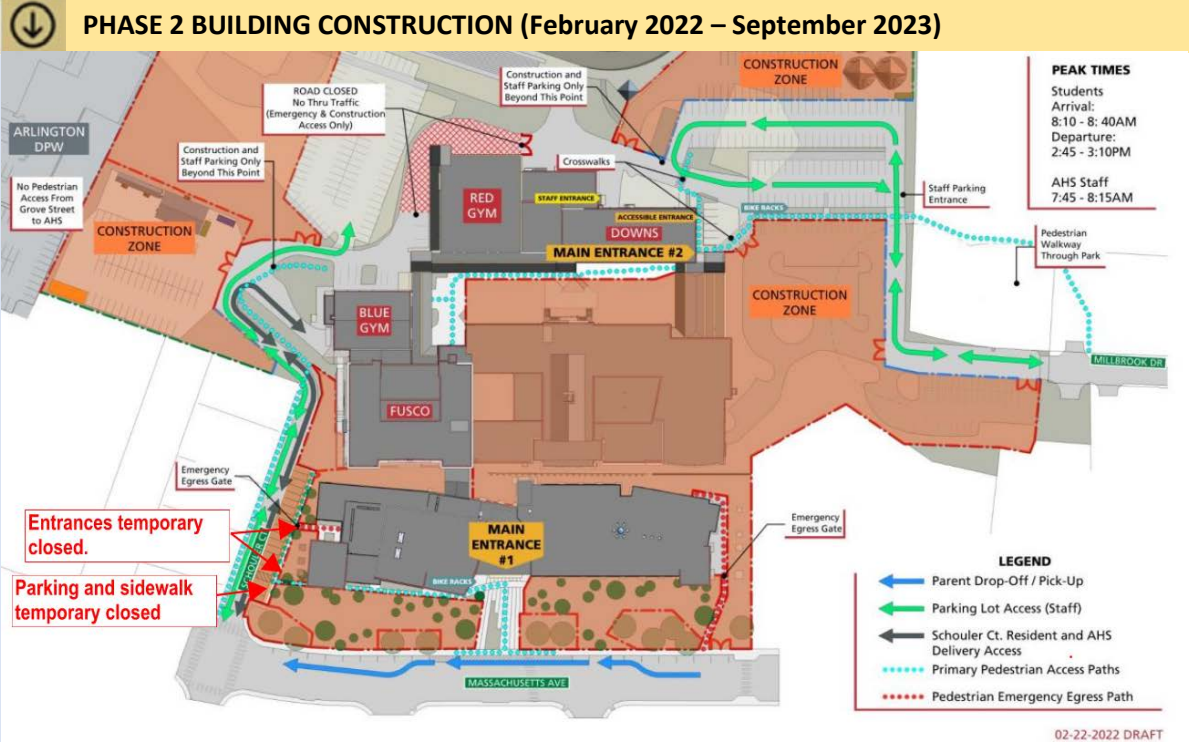 PHASE 2 BUILDING CONSTRUCTION (February 2022 – September 2023)
PEAK TIMES
Students
Arrival:
8:10 - 8: 40AM
Departure:
2:45 - 3:10PM
AHS Staff
7:45 - 8:15AM
CONSTRUCTION
ZONE
Construction and
Staff Parking Only
Beyond This Point
ROAD CLOSED
No Thru Traffic
(Emergency & Construction
Access Only)
ARLINGTON
DPW
Construction and
Staff Parking Only
Beyond This Point
Crosswalks
No Pedestrian
Access From
Grove Street
to AHS
Staff Parking
Entrance
RED
GYM
STAFF ENTRANCE
ACCESSIBLE ENTRANCE
BIKE RACKS
DOWNS
MAIN ENTRANCE #2
CONSTRUCTION
ZONE
Pedestrian
Walkway
Through Park
CONSTRUCTION
ZONE
BLUE
GYM
MILLBROOK DR
FUSCO
Emergency
Egress Gate
Entrances temporary
closed.
MAIN
ENTRANCE
#1
Emergency
Egress Gate
SCHOULER CT
Parking and sidewalk
temporary closed
BIKE RACKS
MASSACHUSETTS AVE
LEGEND
Parent Drop-Off / Pick-Up
Parking Lot Access (Staff)
Schouler Ct. Resident and AHS
Delivery Access
Primary Pedestrian Access Paths
Pedestrian Emergency Egress Path
02-22-2022 DRAFT